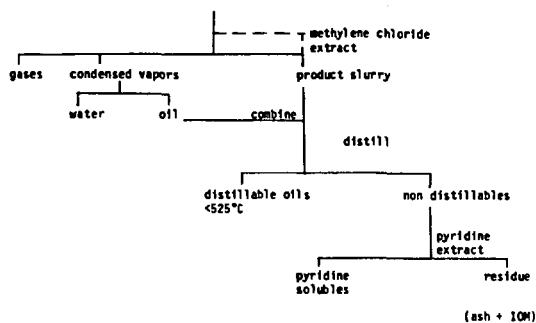 methylene chloride
extract
gases condensed vapors product slurry
water oil combine
distill
distillable oils non distillables
<525°C
pyridine
extract
pyridine residue
solubles
(ash + IOM)